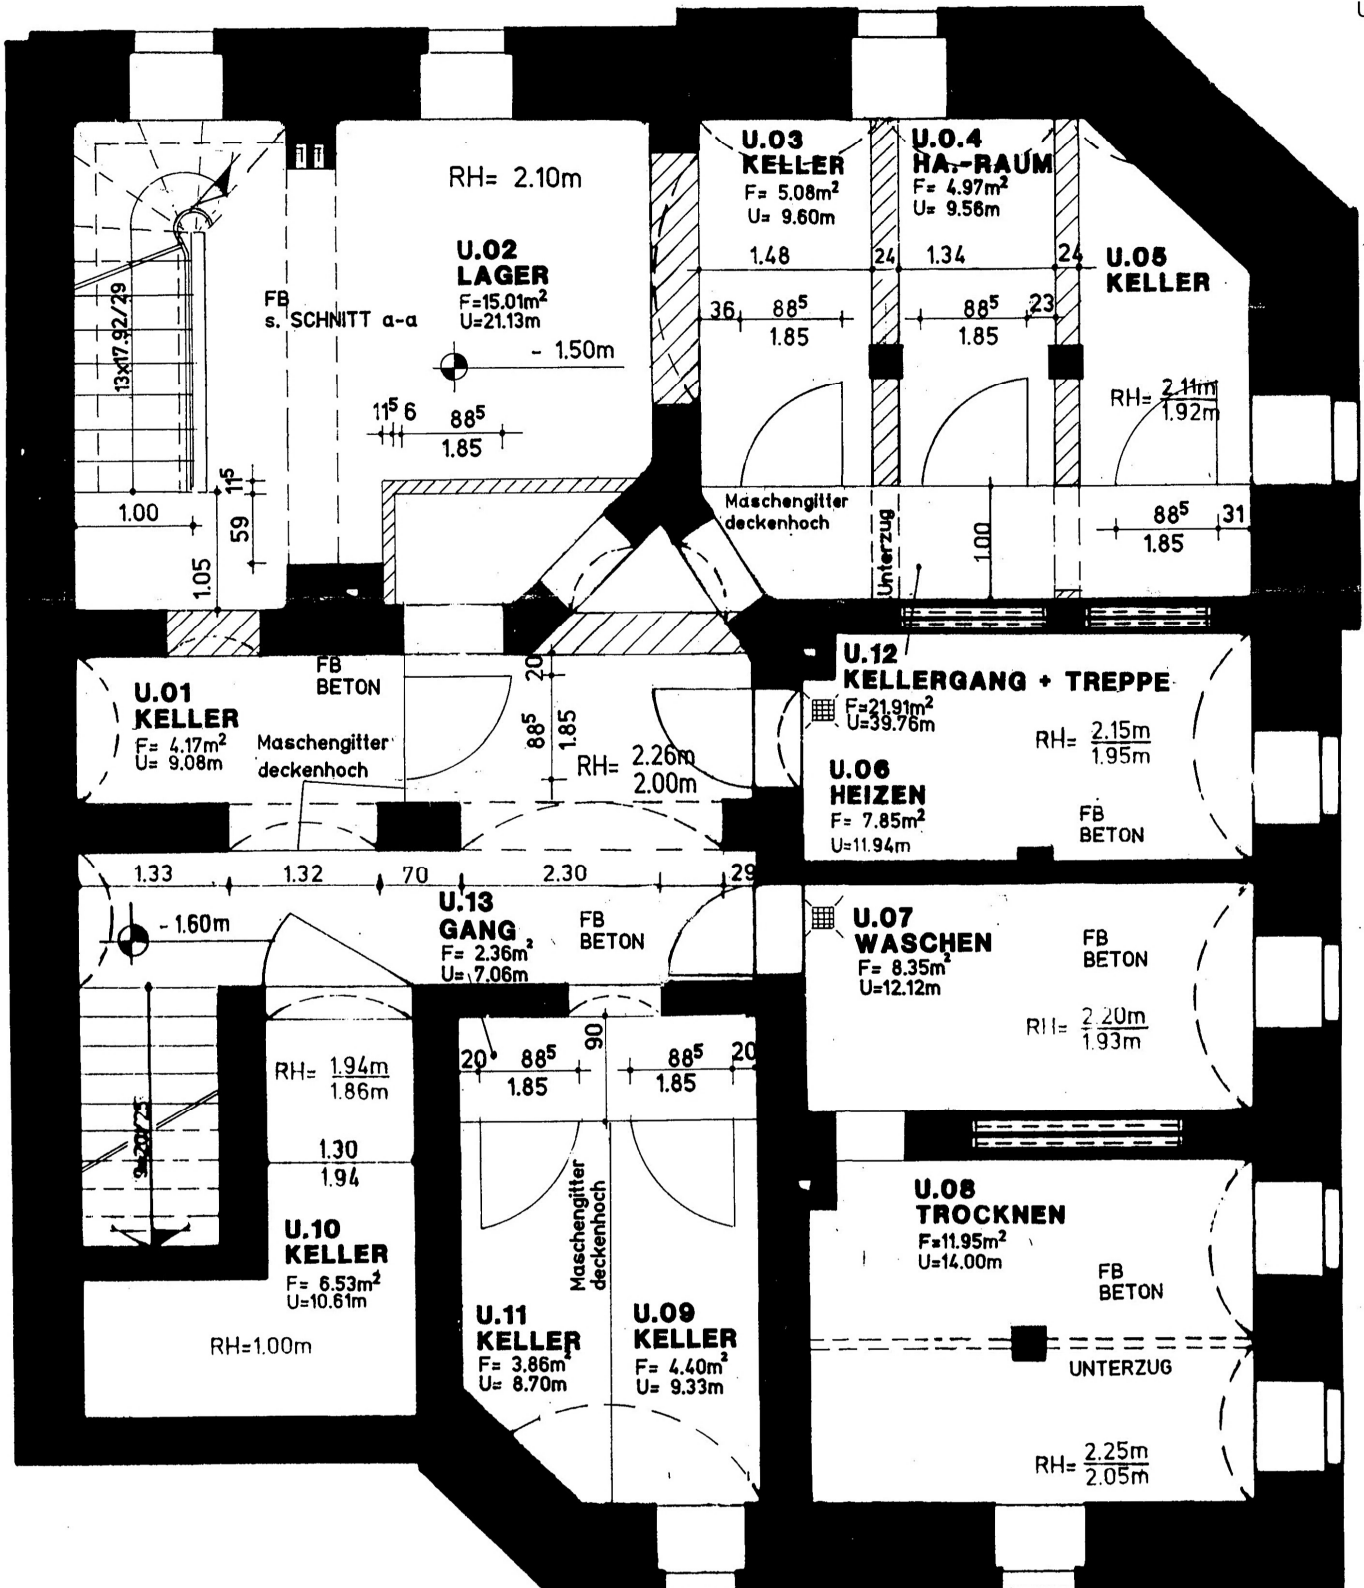 U.03
KELLER
F= 5.08m²
U= 9.60m
U.0.4
HA.-RAUM
F= 4.97m²
U= 9.56m
RH= 2.10m
U.02
LAGER
F=15.01m²
U=21.13m
FB
s. SCHNITT a-a
- 1.50m
13x17.92/29
1.48
24
1.34
24
U.05
KELLER
36
88⁵
1.85
88⁵
23
1.85
RH= 2.11m
1.92m
11⁵ 6
88⁵
1.85
11⁵
59
1.00
1.05
Maschengitter
deckenhoch
Unterzug
1.00
88⁵
31
1.85
U.12
KELLERGANG + TREPPE
F=21.91m²
U=39.76m
RH= 2.15m
1.95m
FB
BETON
U.01
KELLER
F= 4.17m²
U= 9.08m
Maschengitter
deckenhoch
20
88⁵
1.85
RH= 2.26m
2.00m
U.06
HEIZEN
F= 7.85m²
U=11.94m
FB
BETON
1.33
1.32
70
2.30
29
- 1.60m
U.13
GANG
F= 2.36m²
U= 7.06m
FB
BETON
U.07
WASCHEN
F= 8.35m²
U=12.12m
FB
BETON
RH= 2.20m
1.93m
RH= 1.94m
1.86m
90
20
88⁵
1.85
88⁵
20
1.85
9x20/25
1.30
1.94
Maschengitter
deckenhoch
U.10
KELLER
F= 6.53m²
U=10.61m
RH=1.00m
U.11
KELLER
F= 3.86m²
U= 8.70m
U.09
KELLER
F= 4.40m²
U= 9.33m
U.08
TROCKNEN
F=11.95m²
U=14.00m
FB
BETON
UNTERZUG
RH= 2.25m
2.05m